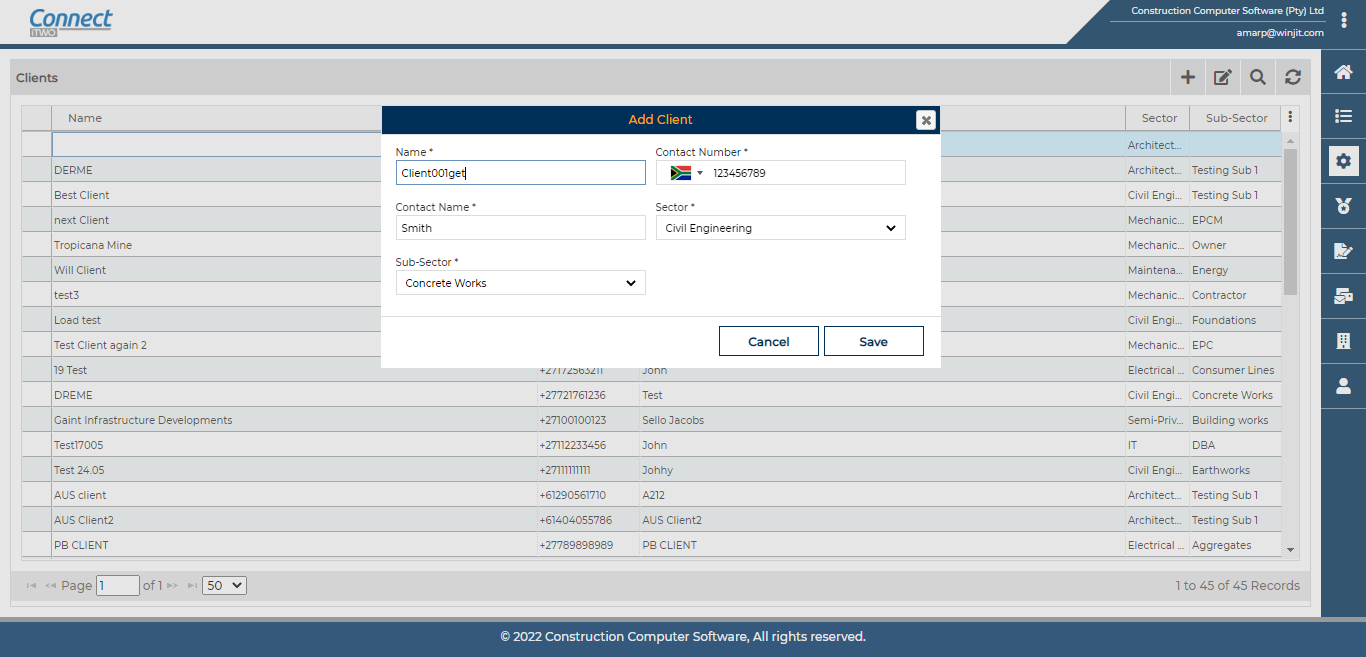 Connect
iTWO
Construction Computer Software (Pty) Ltd
amarp@winjit.com
Clients
Name Sector Sub-Sector
Add Client
Name *
Client001get
Contact Number *
123456789
Contact Name *
Smith
Sector *
Civil Engineering
Sub-Sector *
Concrete Works
Cancel Save
Architect...
DERME Architect... Testing Sub 1
Best Client Civil Engi... Testing Sub 1
next Client Mechanic... EPCM
Tropicana Mine Mechanic... Owner
Will Client Maintena... Energy
test3 Mechanic... Contractor
Load test Civil Engi... Foundations
Test Client again 2 Mechanic... EPC
19 Test +27172563211 John Electrical ... Consumer Lines
DREME +27721761236 Test Civil Engi... Concrete Works
Gaint Infrastructure Developments +27100100123 Sello Jacobs Semi-Priv... Building works
Test17005 +27112233456 John IT DBA
Test 24.05 +27111111111 Johhy Civil Engi... Earthworks
AUS client +61290561710 A212 Architect... Testing Sub 1
AUS Client2 +61404055786 AUS Client2 Architect... Testing Sub 1
PB CLIENT +27789898989 PB CLIENT Electrical ... Aggregates
Page 1 of 1 50 1 to 45 of 45 Records
© 2022 Construction Computer Software, All rights reserved.